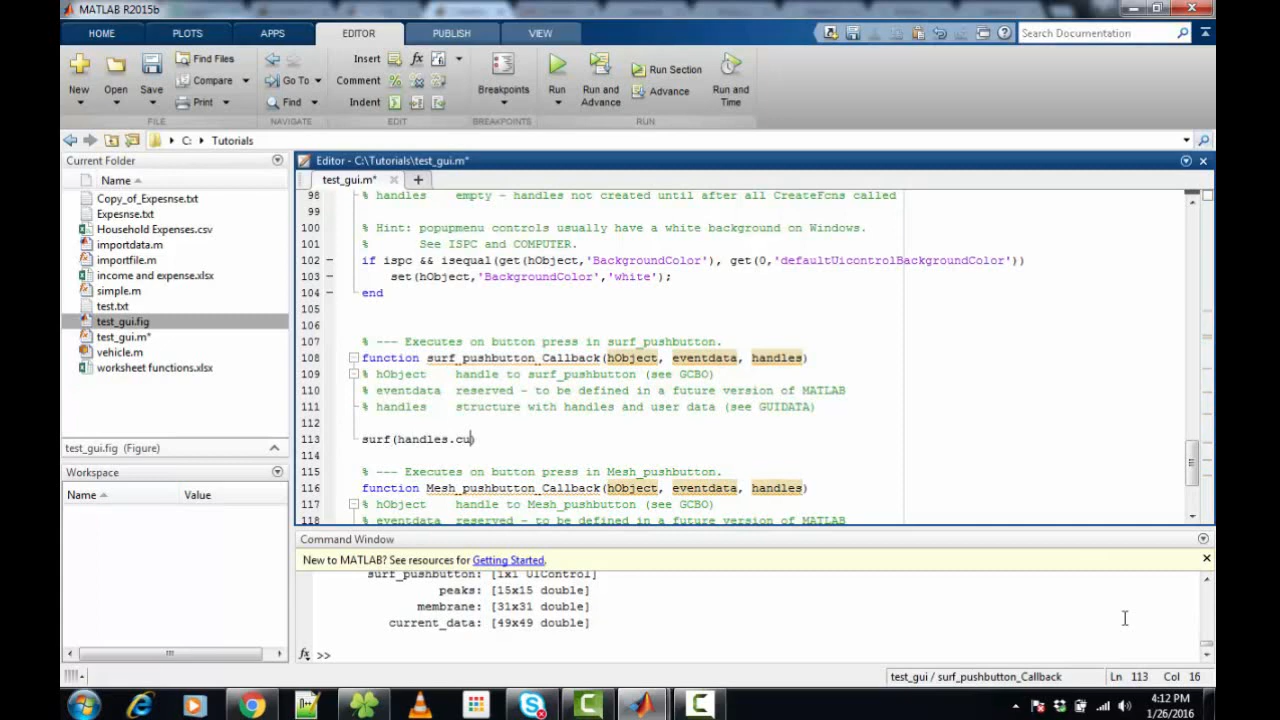 MATLAB R2015b
HOME PLOTS APPS EDITOR PUBLISH VIEW
Search Documentation
New Open Save
Find Files
Compare
Print
Go To
Find
Insert fx
Comment
Indent
Breakpoints
Run
Run and Advance
Run Section
Advance
Run and Time
FILE NAVIGATE EDIT BREAKPOINTS RUN
C: Tutorials
Current Folder
Name
Copy_of_Expesnse.txt
Expesnse.txt
Household Expenses.csv
importdata.m
importfile.m
income and expense.xlsx
simple.m
test.txt
test_gui.fig
test_gui.m*
vehicle.m
worksheet functions.xlsx
test_gui.fig (Figure)
Workspace
Name Value
Editor - C:\Tutorials\test_gui.m*
test_gui.m* × +
98 % handles empty - handles not created until after all CreateFcns called
99
100 % Hint: popupmenu controls usually have a white background on Windows.
101 % See ISPC and COMPUTER.
102 if ispc && isequal(get(hObject,'BackgroundColor'), get(0,'defaultUicontrolBackgroundColor'))
103 set(hObject,'BackgroundColor','white');
104 end
105
106
107 % --- Executes on button press in surf_pushbutton.
108 function surf_pushbutton_Callback(hObject, eventdata, handles)
109 % hObject handle to surf_pushbutton (see GCBO)
110 % eventdata reserved - to be defined in a future version of MATLAB
111 % handles structure with handles and user data (see GUIDATA)
112
113 surf(handles.cu)
114
115 % --- Executes on button press in Mesh_pushbutton.
116 function Mesh_pushbutton_Callback(hObject, eventdata, handles)
117 % hObject handle to Mesh_pushbutton (see GCBO)
118 % eventdata reserved - to be defined in a future version of MATLAB
Command Window
New to MATLAB? See resources for Getting Started.
surf_pushbutton: [1x1 UIControl]
peaks: [15x15 double]
membrane: [31x31 double]
current_data: [49x49 double]
fx >>
test_gui / surf_pushbutton_Callback Ln 113 Col 16
4:12 PM
1/26/2016